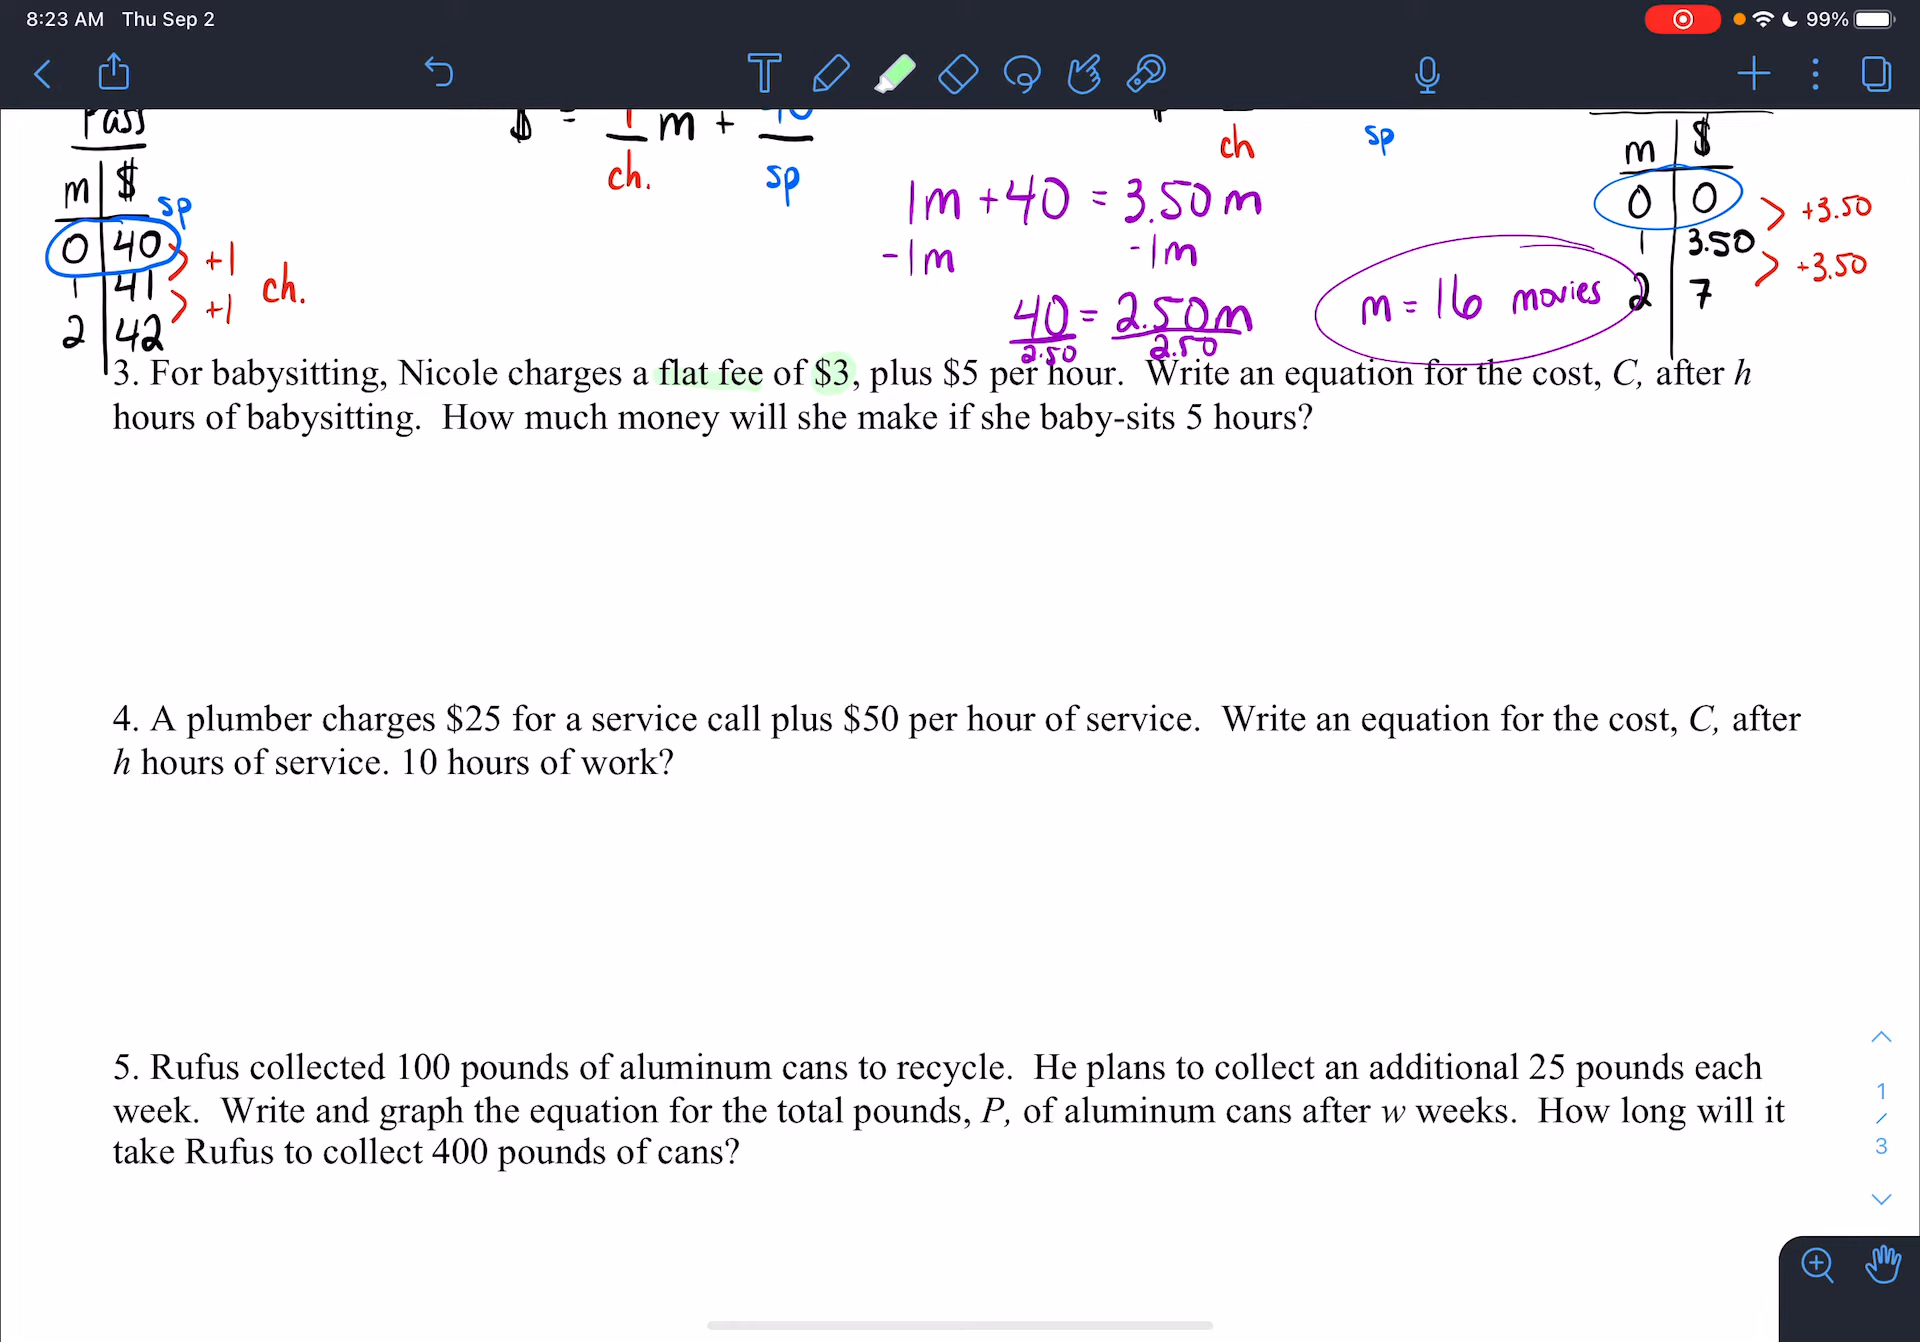 8:23 AM Thu Sep 2
99%
Pass
m $
sp
0 40
1 41
2 42
+1
+1
ch.
$ = 1 m +
ch.
sp
ch
sp
1m + 40 = 3.50m
-1m -1m
40 = 2.50m
2.50 2.50
m = 16 movies
m $
0 0
1 3.50
2 7
+3.50
+3.50
3. For babysitting, Nicole charges a flat fee of $3, plus $5 per hour. Write an equation for the cost, C, after h
hours of babysitting. How much money will she make if she baby-sits 5 hours?
4. A plumber charges $25 for a service call plus $50 per hour of service. Write an equation for the cost, C, after
h hours of service. 10 hours of work?
5. Rufus collected 100 pounds of aluminum cans to recycle. He plans to collect an additional 25 pounds each
week. Write and graph the equation for the total pounds, P, of aluminum cans after w weeks. How long will it
take Rufus to collect 400 pounds of cans?
1
/
3